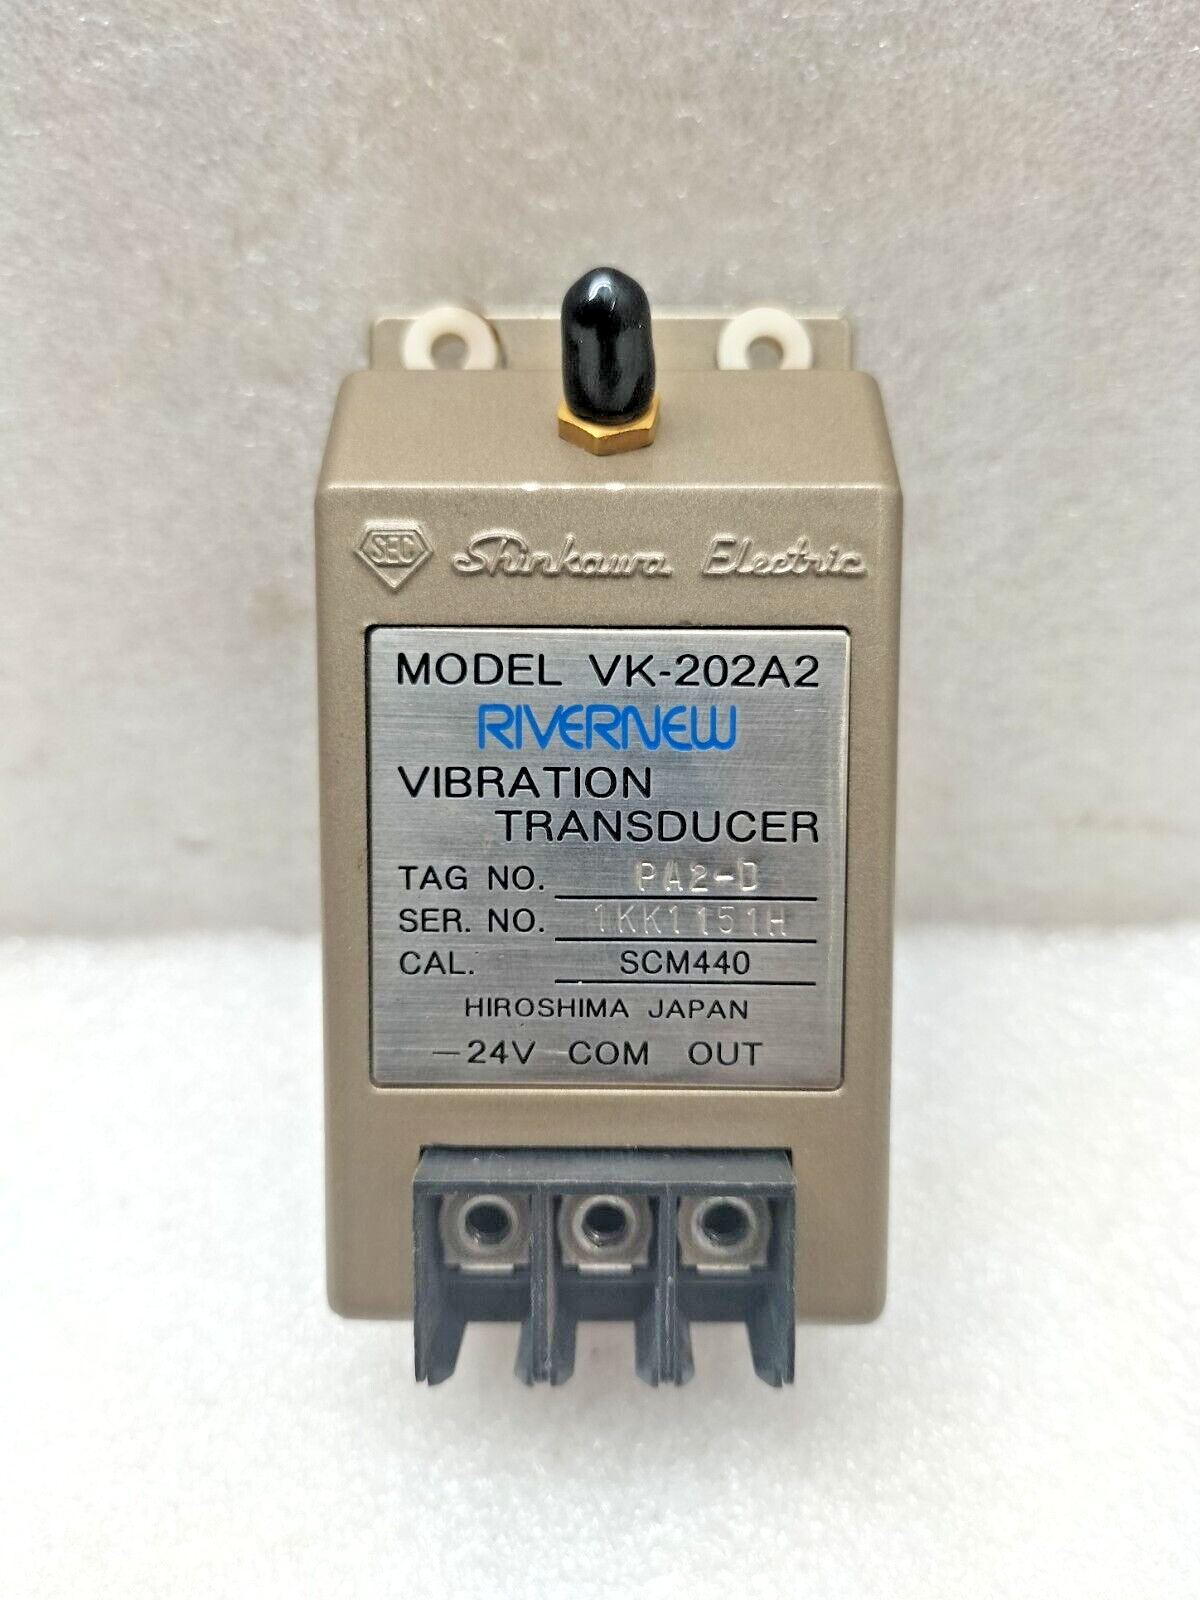 SEC Shinkawa Electric
MODEL VK-202A2
RIVERNEW
VIBRATION
TRANSDUCER
TAG NO. PA2-D
SER. NO. 1KK1151H
CAL. SCM440
HIROSHIMA JAPAN
-24V COM OUT